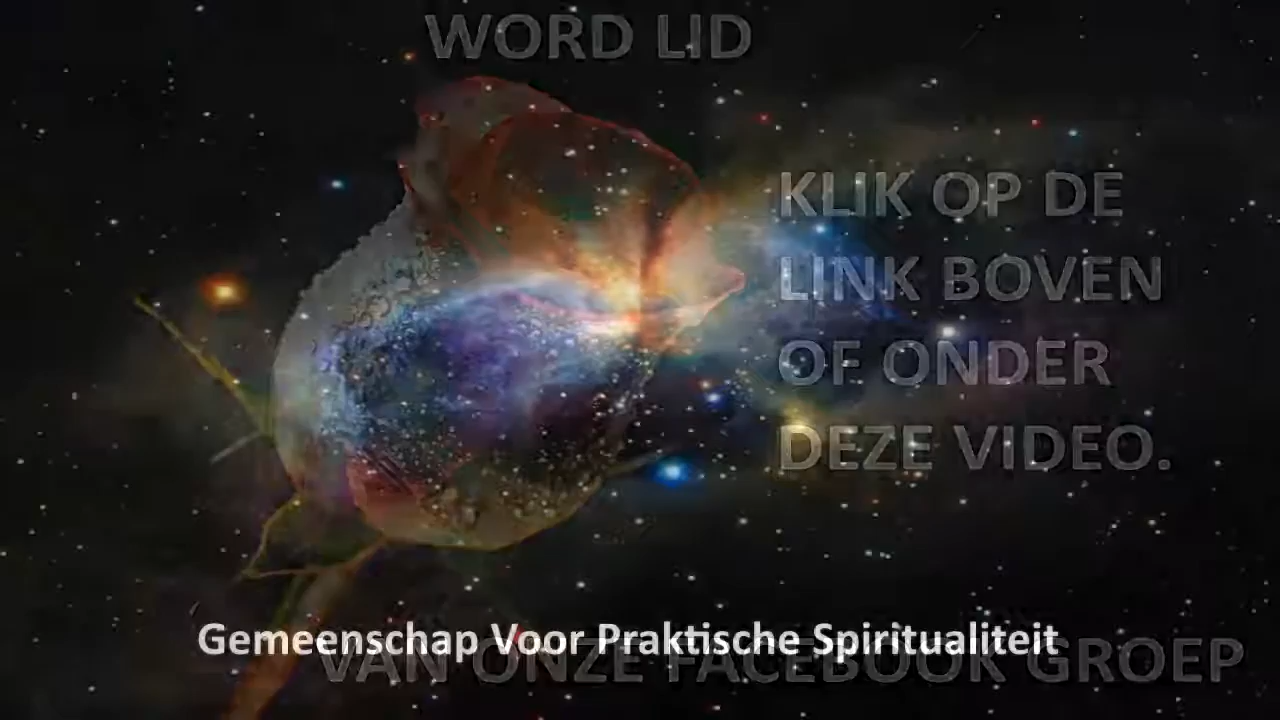 WORD LID
KLIK OP DE
LINK BOVEN
OF ONDER
DEZE VIDEO.
Gemeenschap Voor Praktische Spiritualiteit
VAN ONZE FACEBOOK GROEP